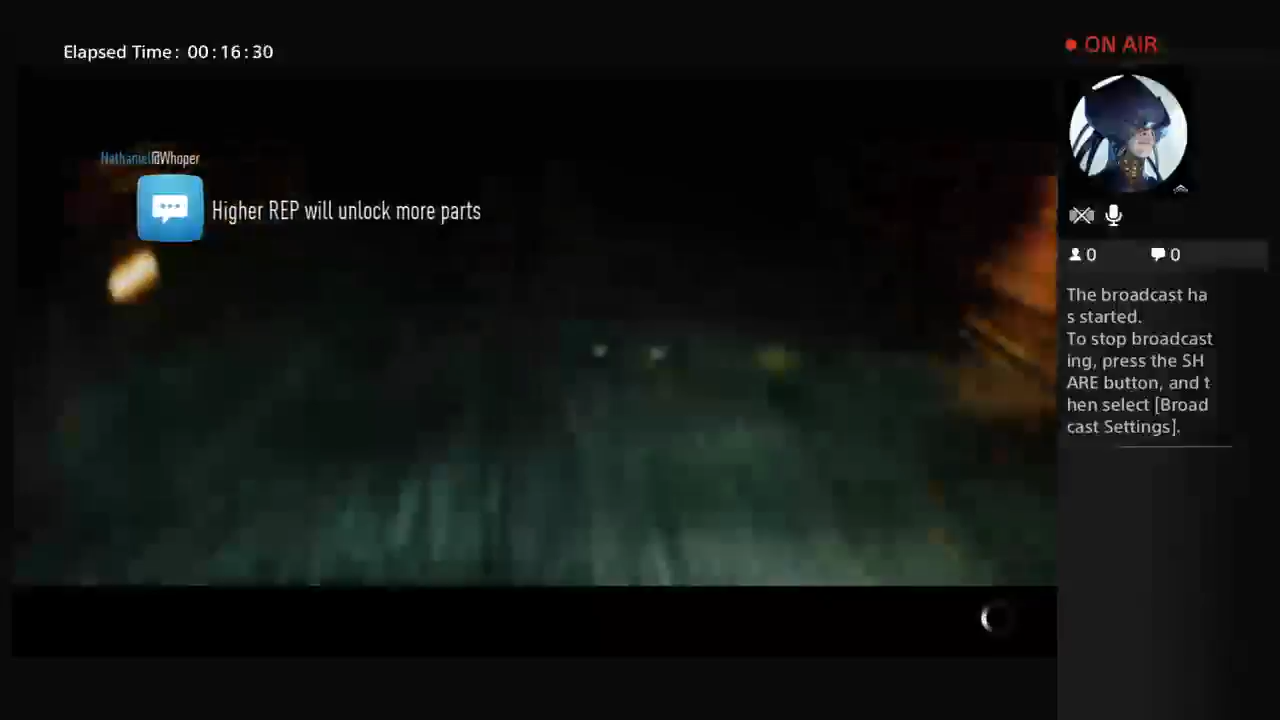 Elapsed Time: 00:16:30
ON AIR
Nathaniel@Whoper
Higher REP will unlock more parts
0 0
The broadcast ha
s started.
To stop broadcast
ing, press the SH
ARE button, and t
hen select [Broad
cast Settings].